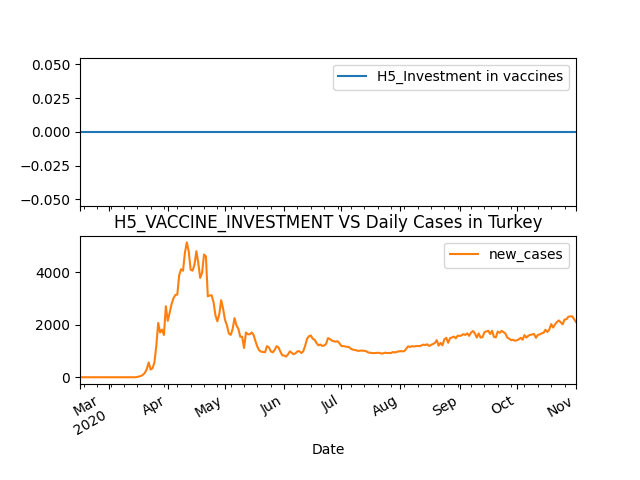 0.050
0.025
0.000
−0.025
−0.050
H5_Investment in vaccines
H5_VACCINE_INVESTMENT VS Daily Cases in Turkey
4000
2000
0
new_cases
Mar
2020
Apr
May
Jun
Jul
Aug
Sep
Oct
Nov
Date